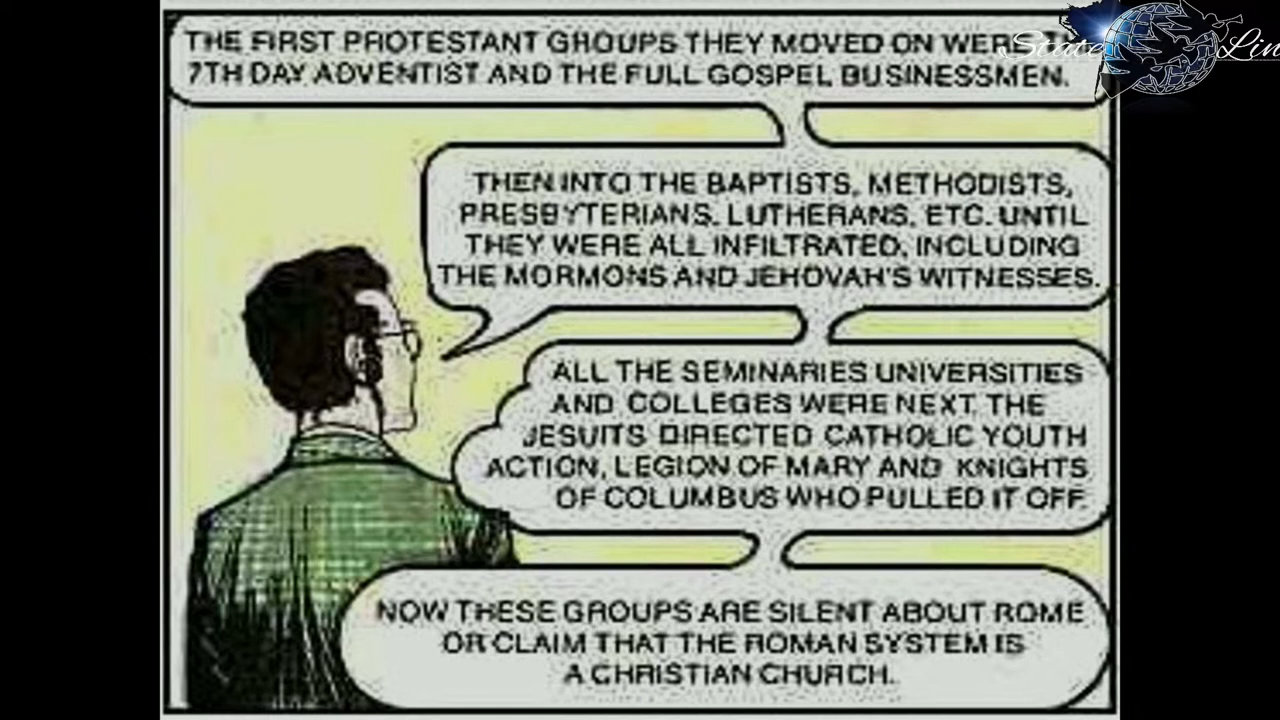 THE FIRST PROTESTANT GROUPS THEY MOVED ON WERE
7TH DAY ADVENTIST AND THE FULL GOSPEL BUSINESSMEN.
THEN INTO THE BAPTISTS, METHODISTS,
PRESBYTERIANS, LUTHERANS, ETC. UNTIL
THEY WERE ALL INFILTRATED, INCLUDING
THE MORMONS AND JEHOVAH'S WITNESSES.
ALL THE SEMINARIES UNIVERSITIES
AND COLLEGES WERE NEXT. THE
JESUITS DIRECTED CATHOLIC YOUTH
ACTION, LEGION OF MARY AND KNIGHTS
OF COLUMBUS WHO PULLED IT OFF.
NOW THESE GROUPS ARE SILENT ABOUT ROME
OR CLAIM THAT THE ROMAN SYSTEM IS
A CHRISTIAN CHURCH.
State Lin